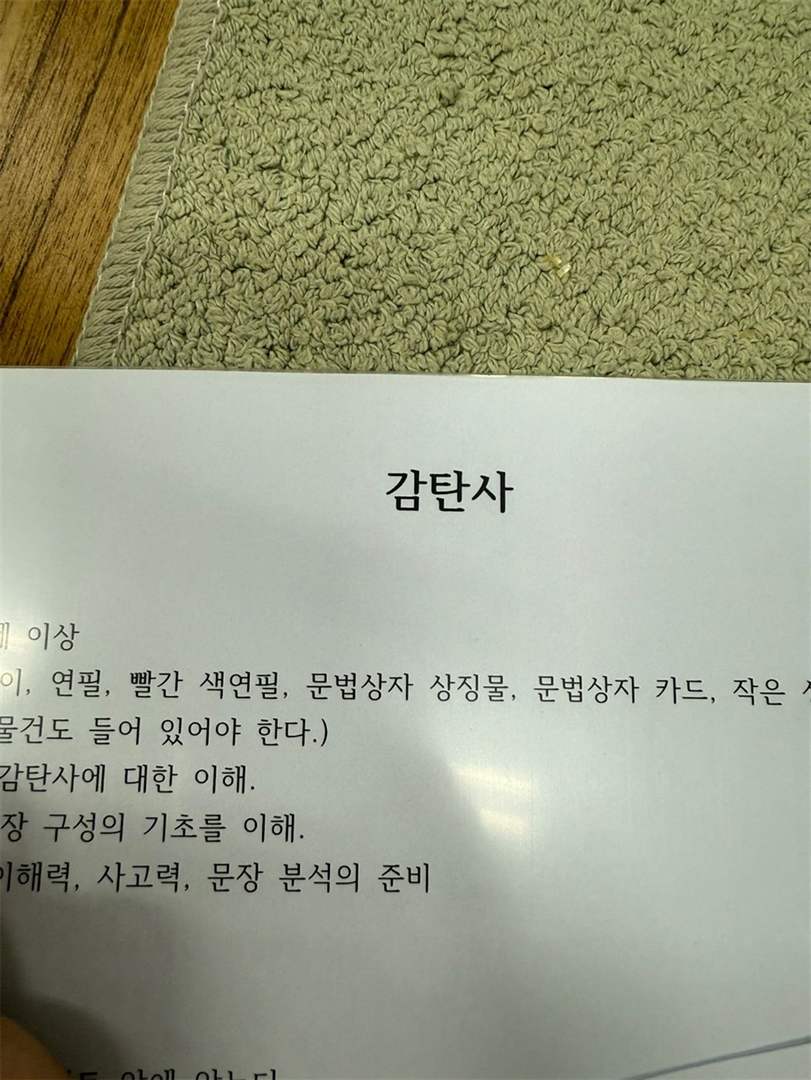 감탄사
이상
연필, 빨간 색연필, 문법상자 상징물, 문법상자 카드, 작은
물건도 들어 있어야 한다.)
감탄사에 대한 이해.
장 구성의 기초를 이해.
이해력, 사고력, 문장 분석의 준비